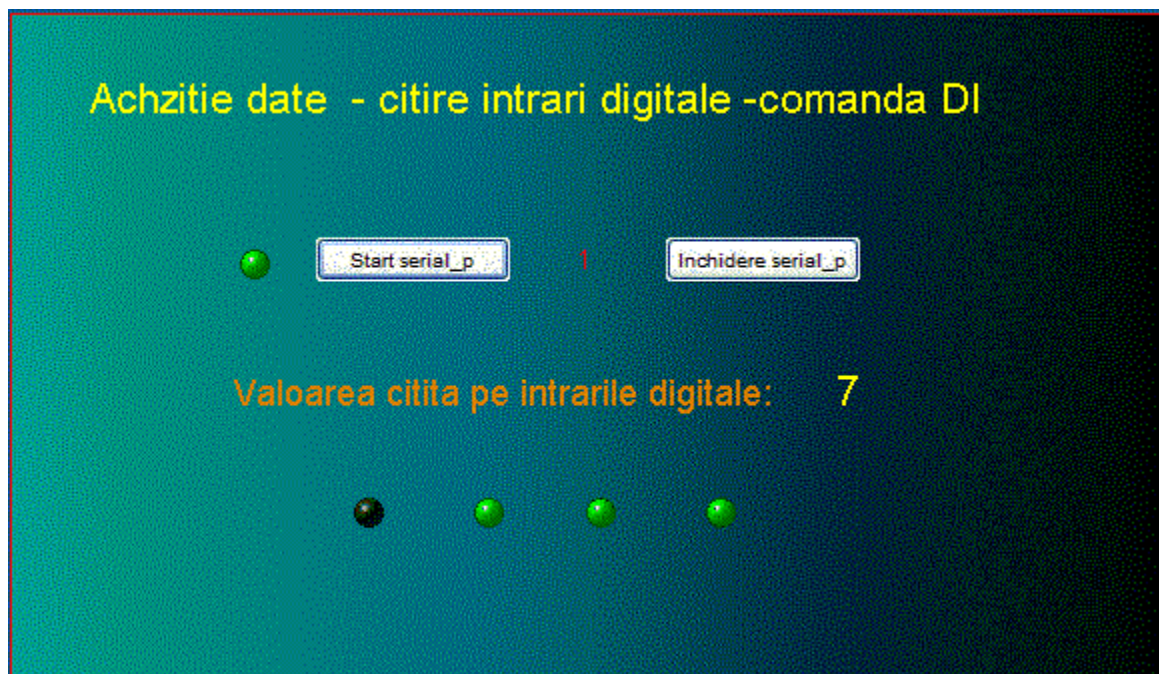 Achzitie date - citire intrari digitale -comanda DI
Start serial_p 1 Inchidere serial_p
Valoarea citita pe intrarile digitale: 7